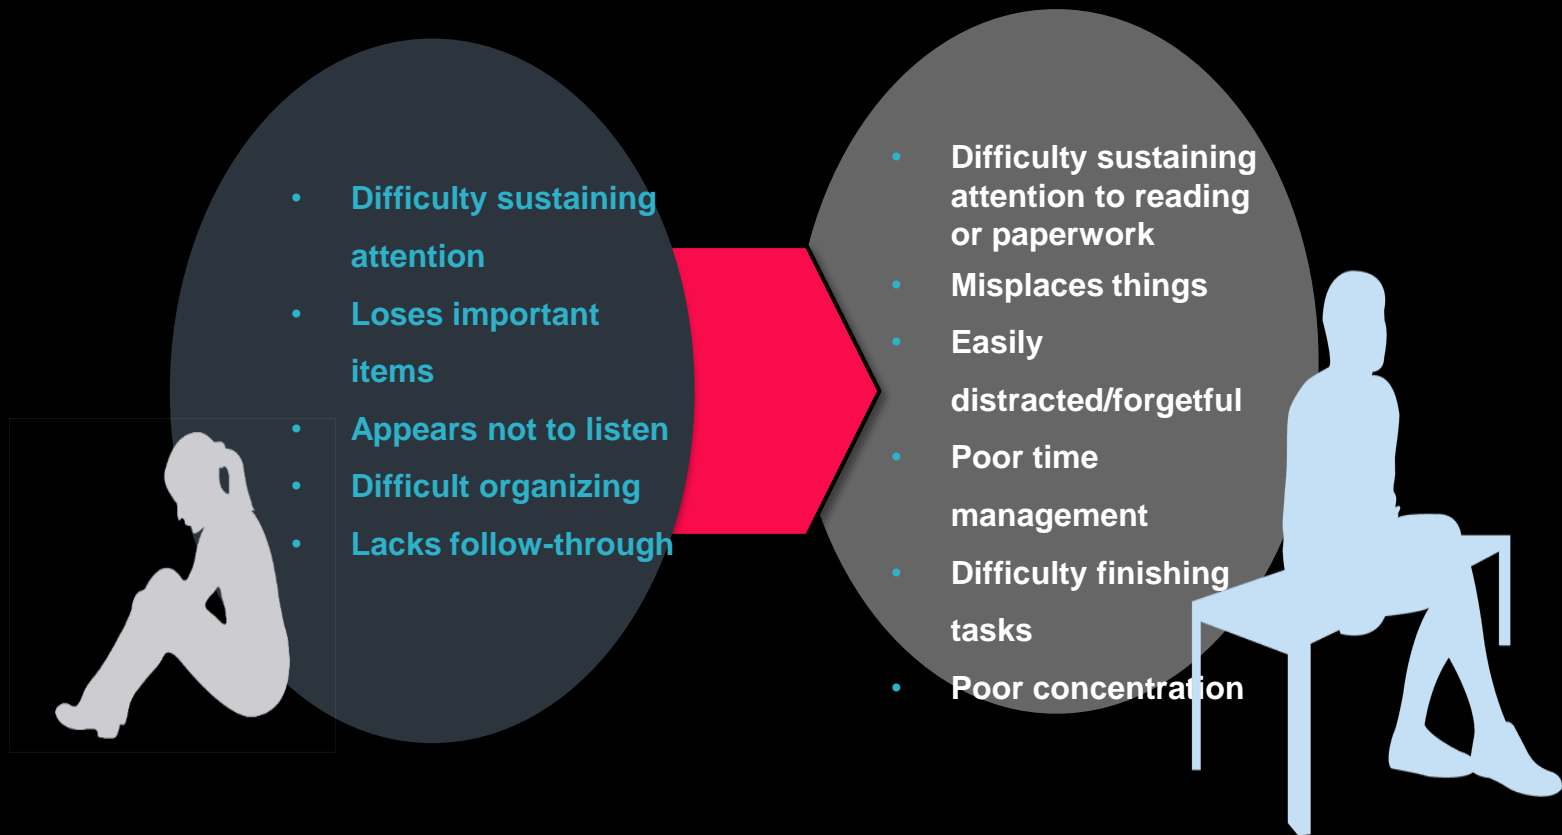 • Difficulty sustaining
attention
• Loses important
items
• Appears not to listen
• Difficult organizing
• Lacks follow-through
• Difficulty sustaining
attention to reading
or paperwork
• Misplaces things
• Easily
distracted/forgetful
• Poor time
management
• Difficulty finishing
tasks
• Poor concentration